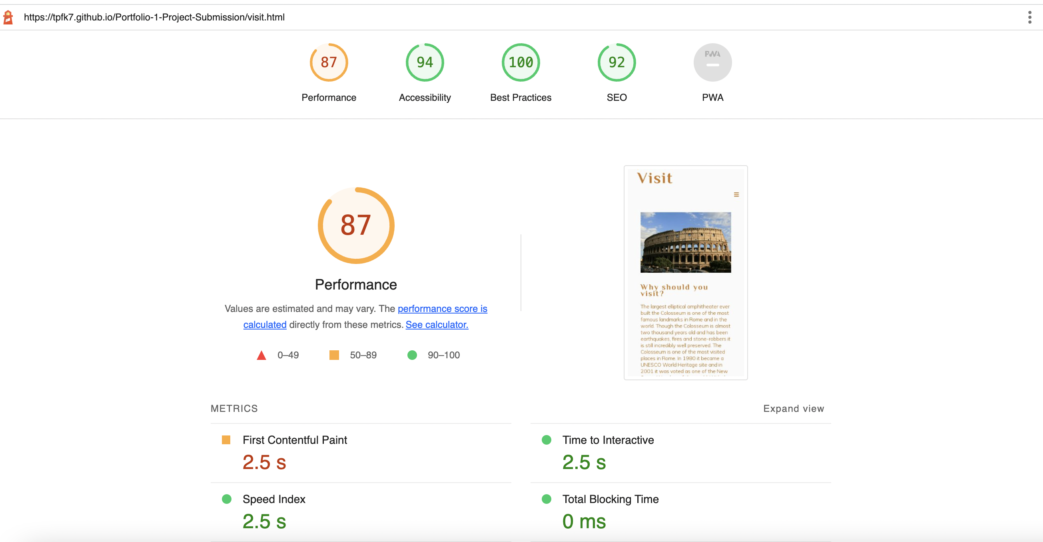 https://tpfk7.github.io/Portfolio-1-Project-Submission/visit.html
87
94
100
92
PWA
Performance
Accessibility
Best Practices
SEO
PWA
87
Performance
Values are estimated and may vary. The performance score is
calculated directly from these metrics. See calculator.
0–49
50–89
90–100
Visit
Why should you
visit?
The largest elliptical amphitheater ever
built the Colosseum is one of the most
famous landmarks in Rome and in the
world. Though the Colosseum is almost
two thousand years old and has been
earthquakes, fires and stone-robbers it
is still incredibly well preserved. The
Colosseum is one of the most visited
places in Rome. In 1980 it became a
UNESCO World Heritage site and in
2001 it was voted as one of the New
METRICS
Expand view
First Contentful Paint
2.5 s
Time to Interactive
2.5 s
Speed Index
2.5 s
Total Blocking Time
0 ms